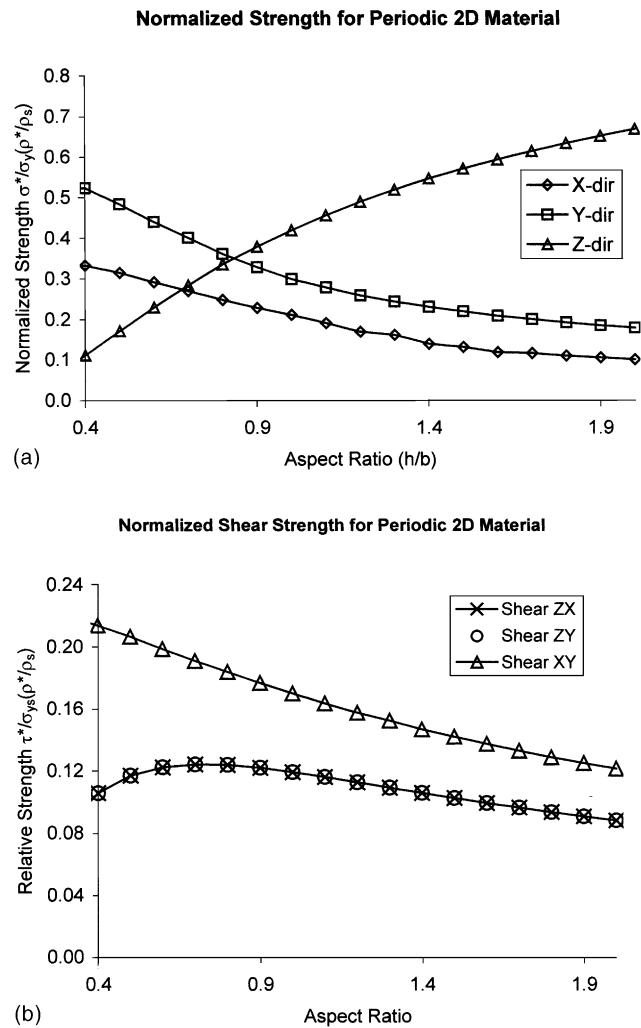 Normalized Strength for Periodic 2D Material
Normalized Strength σ*/σy(ρ*/ρs)
0.8
0.7
0.6
0.5
0.4
0.3
0.2
0.1
0.0
X-dir
Y-dir
Z-dir
0.4 0.9 1.4 1.9
Aspect Ratio (h/b)
(a)
Normalized Shear Strength for Periodic 2D Material
Relative Strength τ*/σys(ρ*/ρs)
0.24
0.20
0.16
0.12
0.08
0.04
0.00
Shear ZX
Shear ZY
Shear XY
0.4 0.9 1.4 1.9
Aspect Ratio
(b)